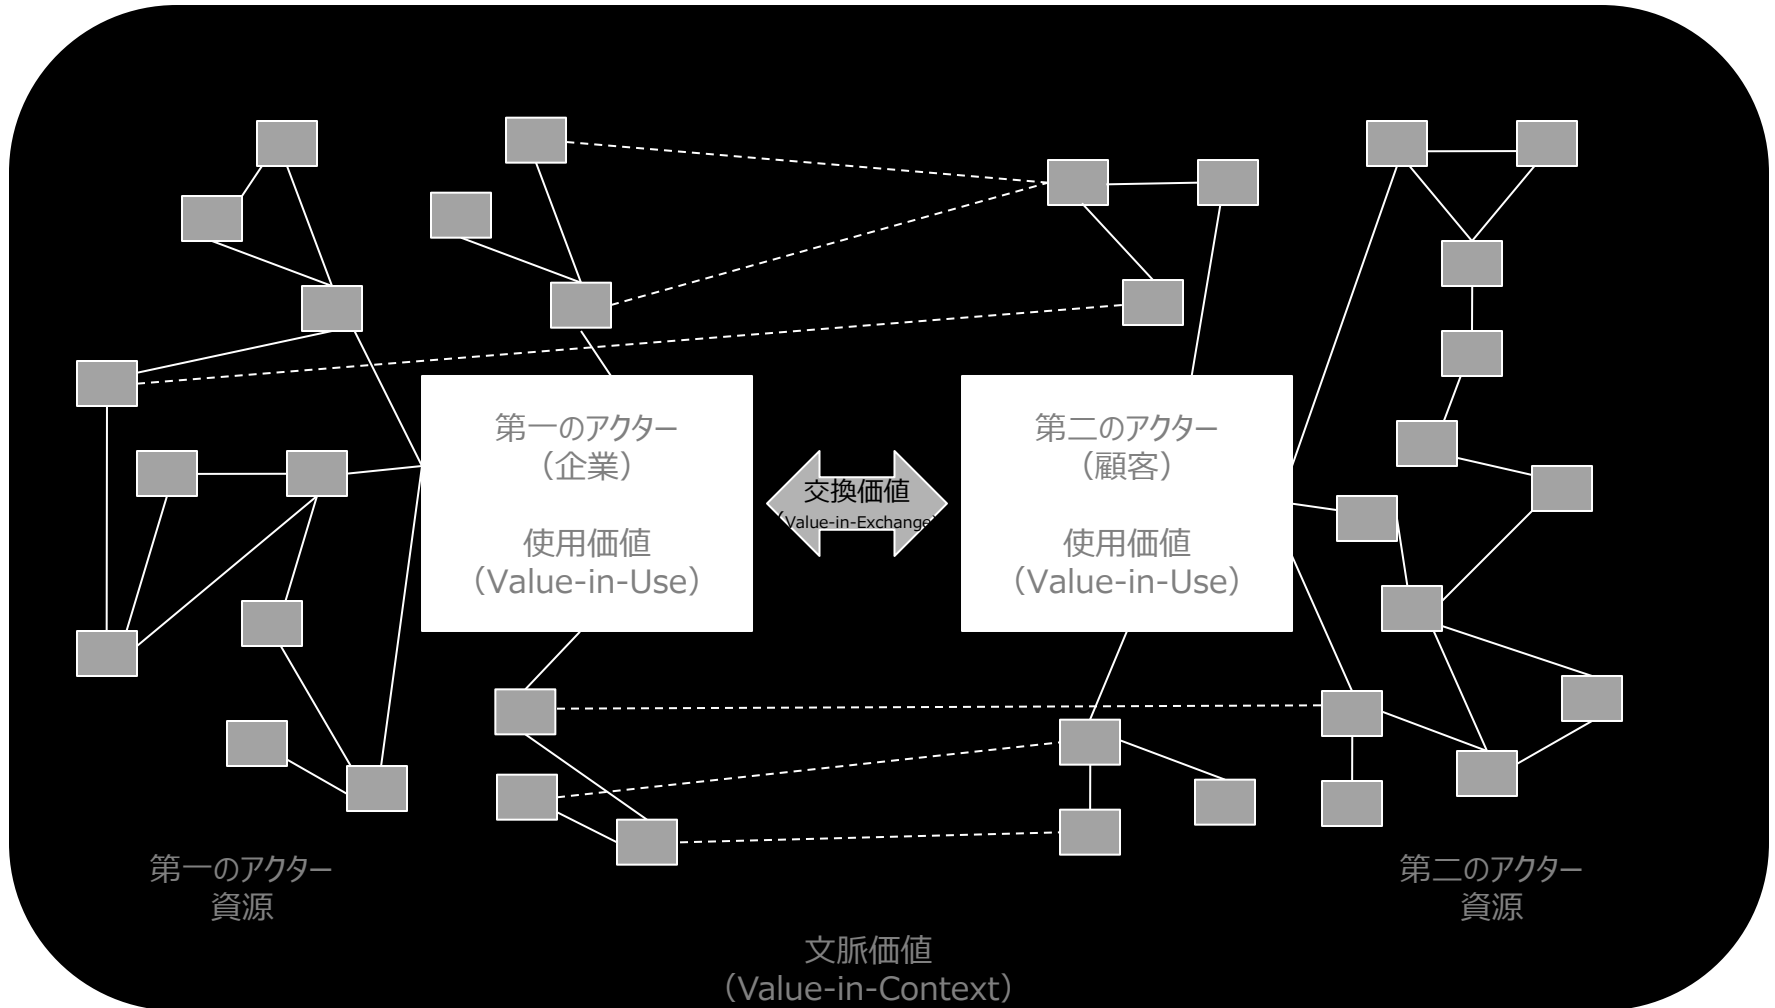 第一のアクター
（企業）
使用価値
（Value-in-Use）
交換価値
（Value-in-Exchange）
第二のアクター
（顧客）
使用価値
（Value-in-Use）
第一のアクター
資源
第二のアクター
資源
文脈価値
（Value-in-Context）